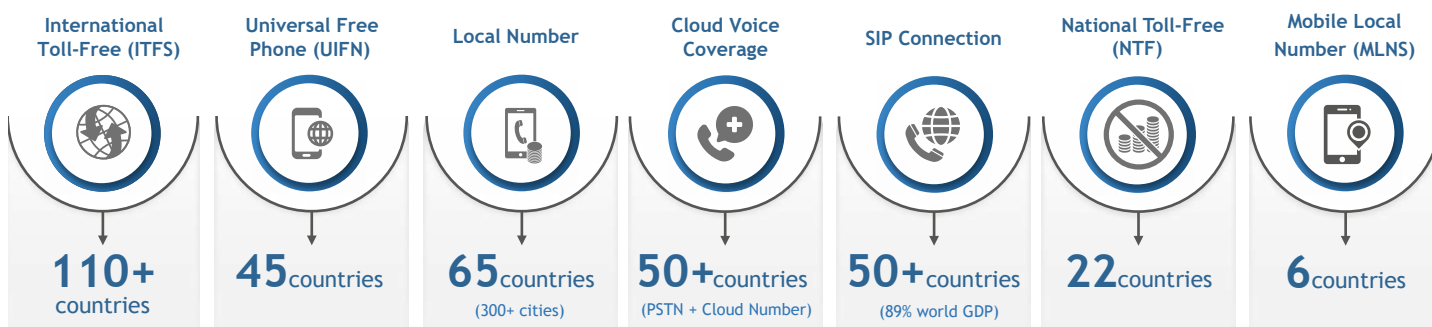 International
Toll-Free (ITFS)
110+
countries
Universal Free
Phone (UIFN)
45countries
Local Number
65countries
(300+ cities)
Cloud Voice
Coverage
50+countries
(PSTN + Cloud Number)
SIP Connection
50+countries
(89% world GDP)
National Toll-Free
(NTF)
22countries
Mobile Local
Number (MLNS)
6countries